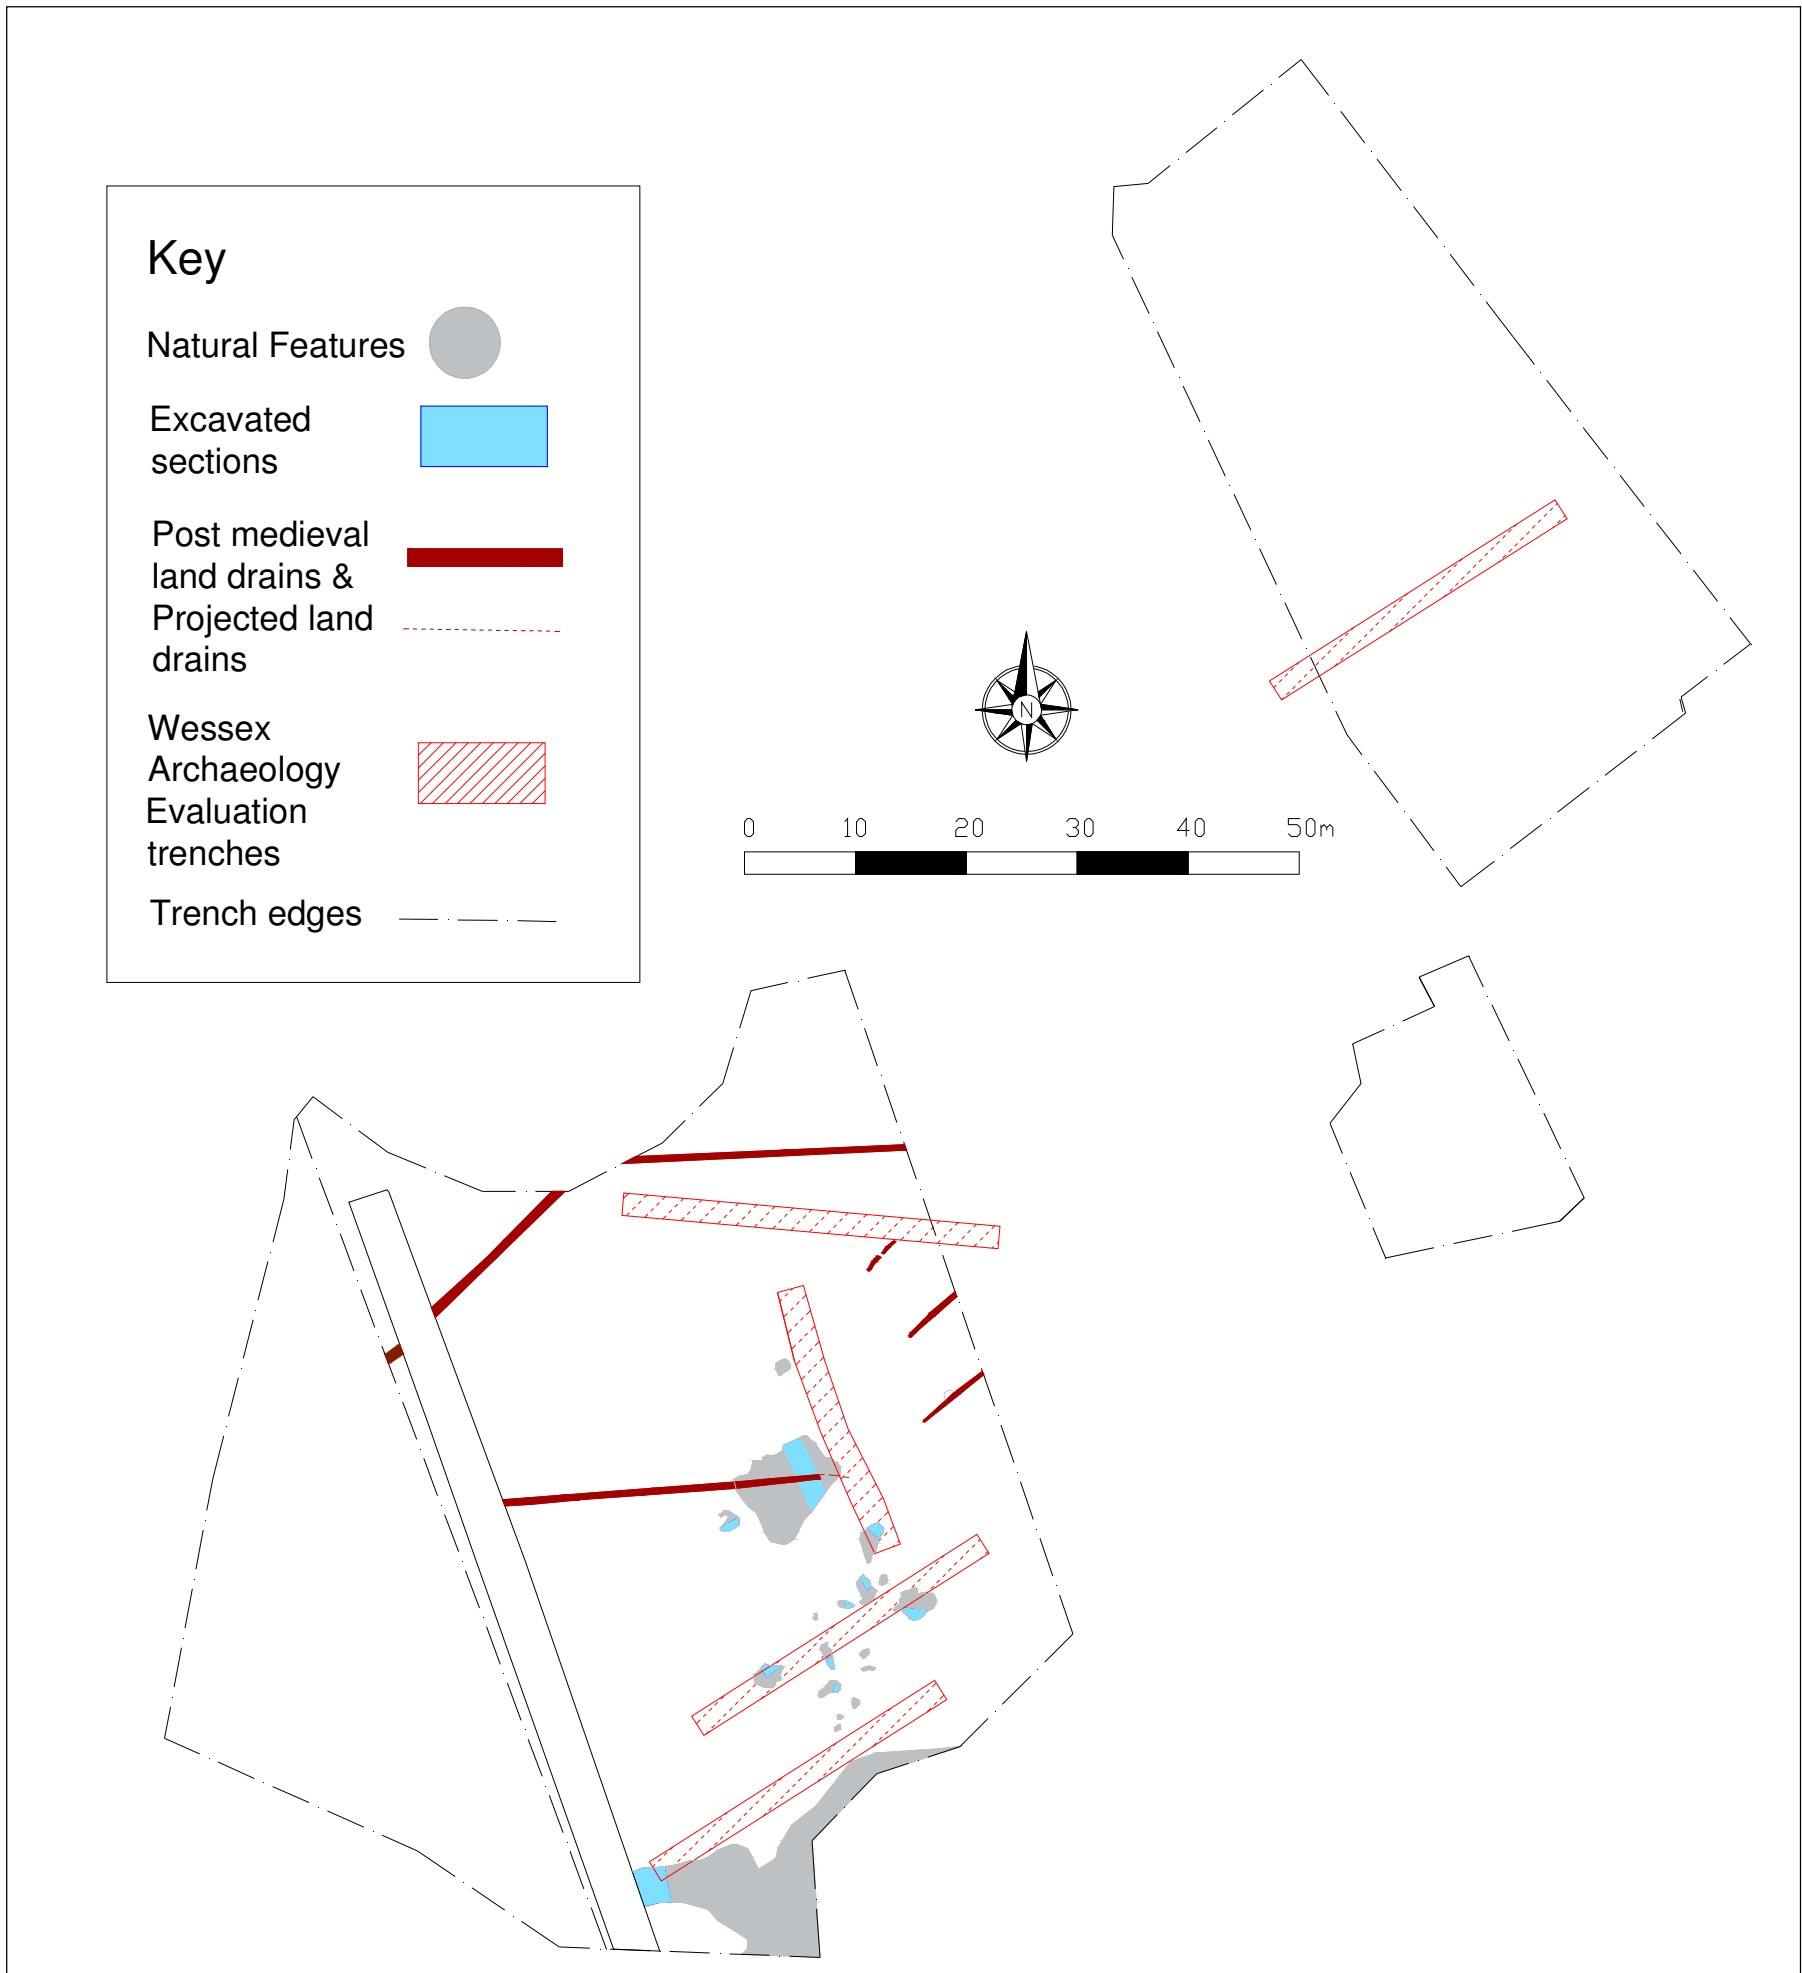 Key
Natural Features
Excavated
sections
Post medieval
land drains &
Projected land
drains
Wessex
Archaeology
Evaluation
trenches
Trench edges
N
0 10 20 30 40 50m